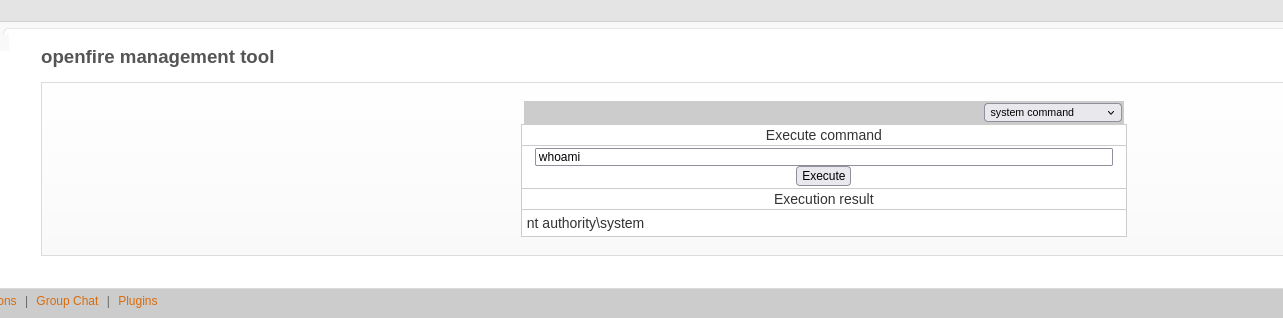 openfire management tool
system command
Execute command
whoami
Execute
Execution result
nt authority\system
ons | Group Chat | Plugins